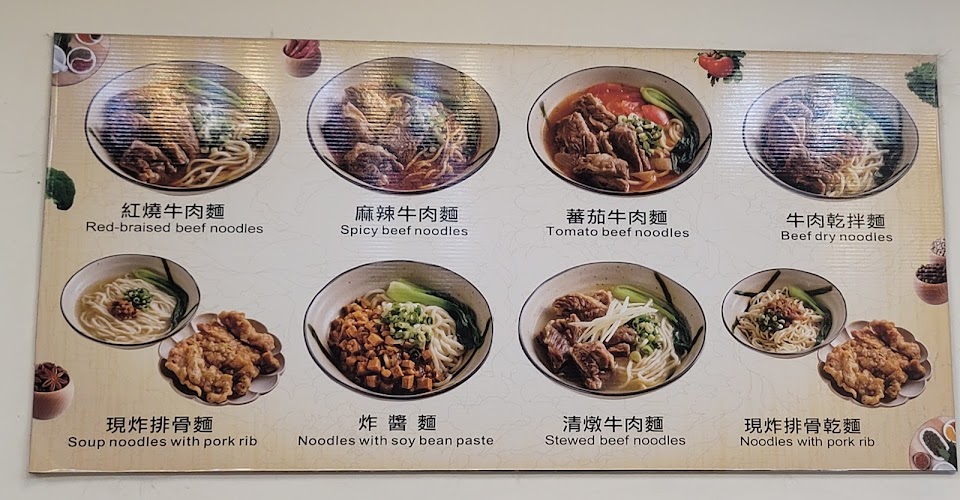 紅燒牛肉麵
Red-braised beef noodles
麻辣牛肉麵
Spicy beef noodles
蕃茄牛肉麵
Tomato beef noodles
牛肉乾拌麵
Beef dry noodles
現炸排骨麵
Soup noodles with pork rib
炸醬麵
Noodles with soy bean paste
清燉牛肉麵
Stewed beef noodles
現炸排骨乾麵
Noodles with pork rib